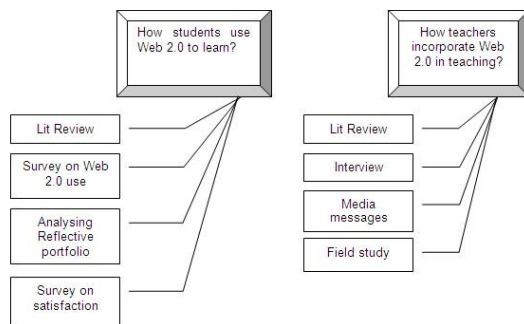 How students use
Web 2.0 to learn?
Lit Review
Survey on Web
2.0 use
Analysing
Reflective
portfolio
Survey on
satisfaction
How teachers
incorporate Web
2.0 in teaching?
Lit Review
Interview
Media
messages
Field study